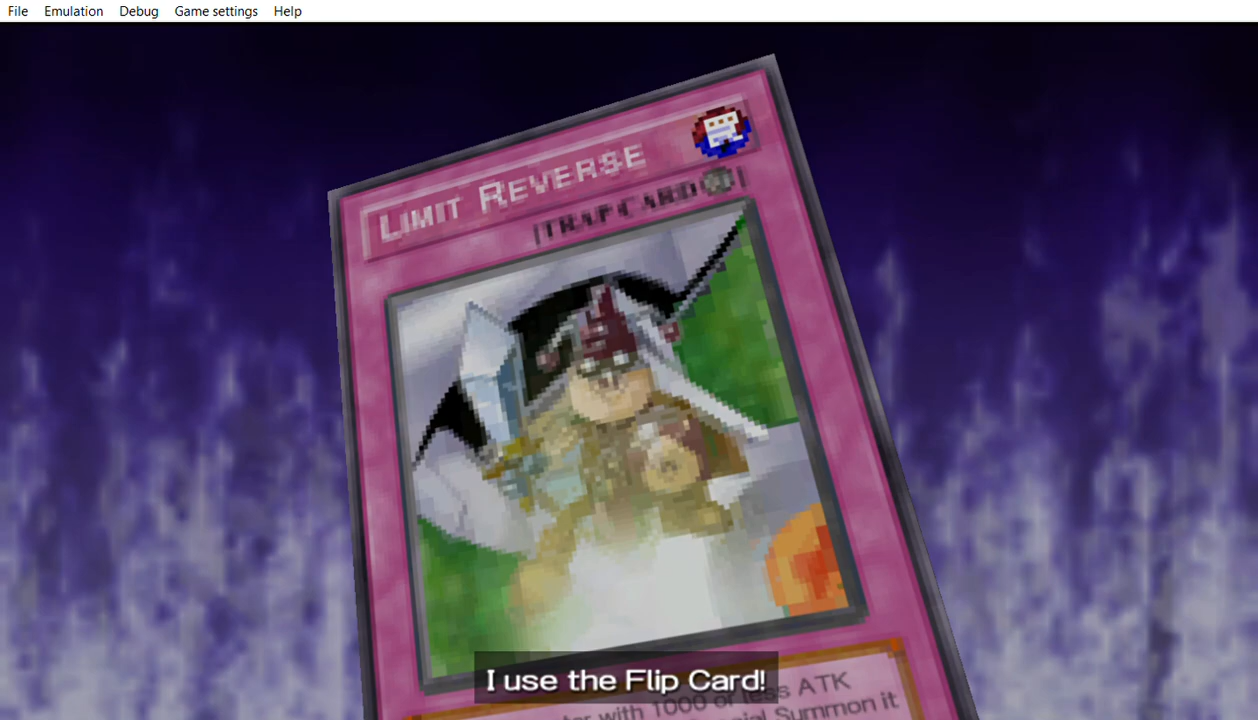 File Emulation Debug Game settings Help
LIMIT REVERSE
[TRAP CARD
I use the Flip Card!
with 1000 or less ATK
Summon it